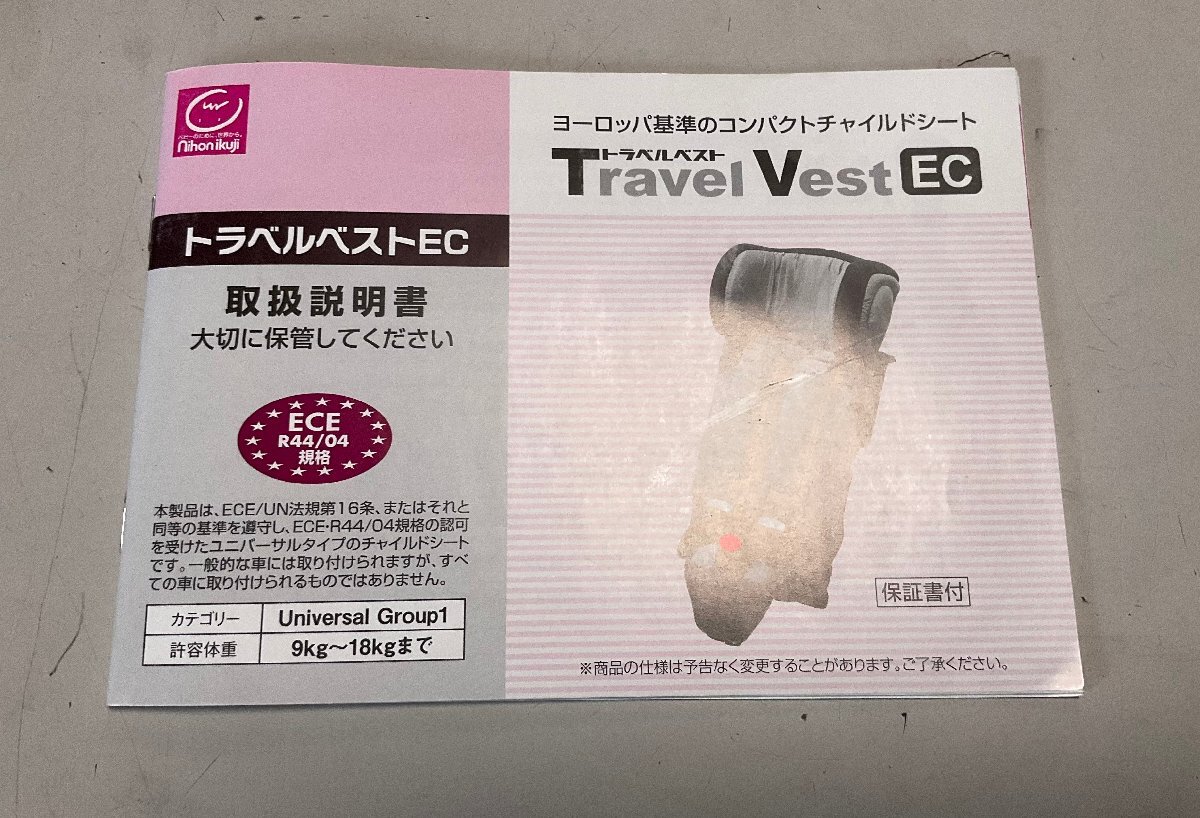 ベビーのために、世界から。
nihon ikuji
トラベルベストEC
取扱説明書
大切に保管してください
ECE
R44/04
規格
本製品は、ECE/UN法規第16条、またはそれと
同等の基準を遵守し、ECE・R44/04規格の認可
を受けたユニバーサルタイプのチャイルドシート
です。一般的な車には取り付けられますが、すべ
ての車に取り付けられるものではありません。
カテゴリー Universal Group1
許容体重 9kg～18kgまで
ヨーロッパ基準のコンパクトチャイルドシート
トラベルベスト
Travel Vest EC
保証書付
※商品の仕様は予告なく変更することがあります。ご了承ください。